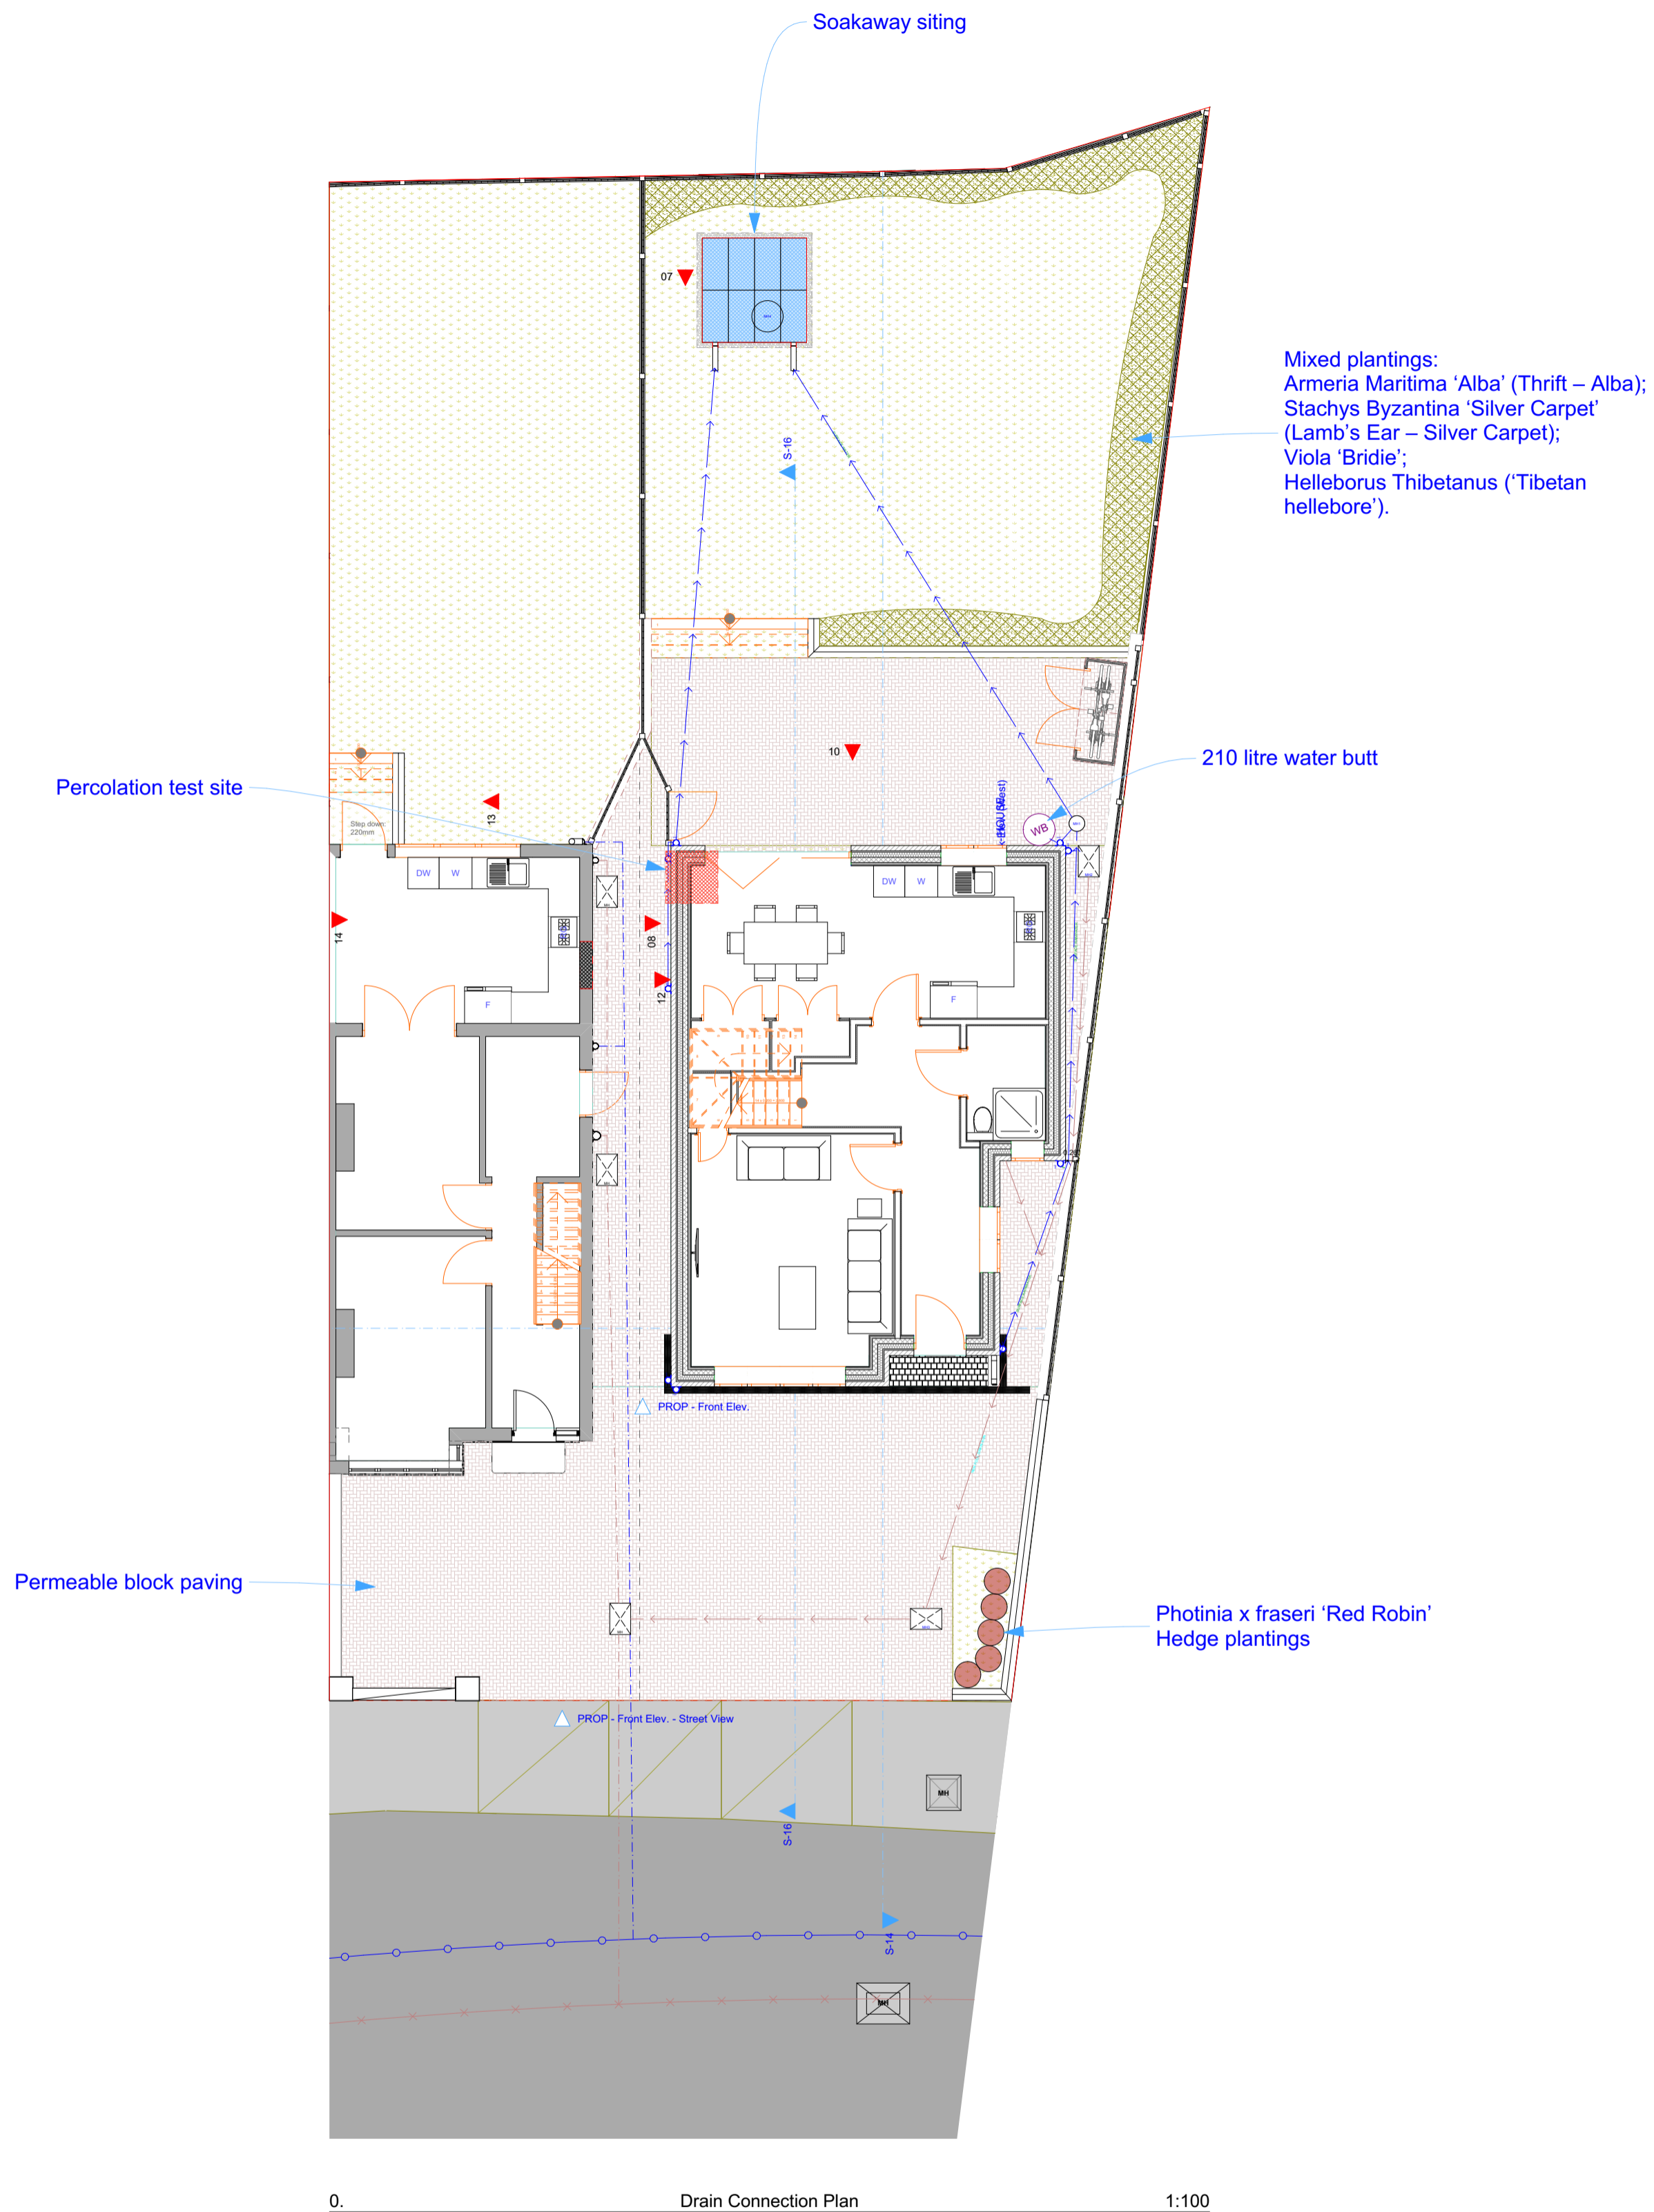 Soakaway siting
07
MH
S-16
Mixed plantings:
Armeria Maritima ‘Alba’ (Thrift – Alba);
Stachys Byzantina ‘Silver Carpet’
(Lamb’s Ear – Silver Carpet);
Viola ‘Bridie’;
Helleborus Thibetanus (‘Tibetan
hellebore’).
10
210 litre water butt
Percolation test site
13
Step down:
220mm
WB
DW
W
DW
W
14
08
12
F
F
PROP - Front Elev.
Permeable block paving
Photinia x fraseri ‘Red Robin’
Hedge plantings
PROP - Front Elev. - Street View
MH
S-16
S-14
MH
0.
Drain Connection Plan
1:100